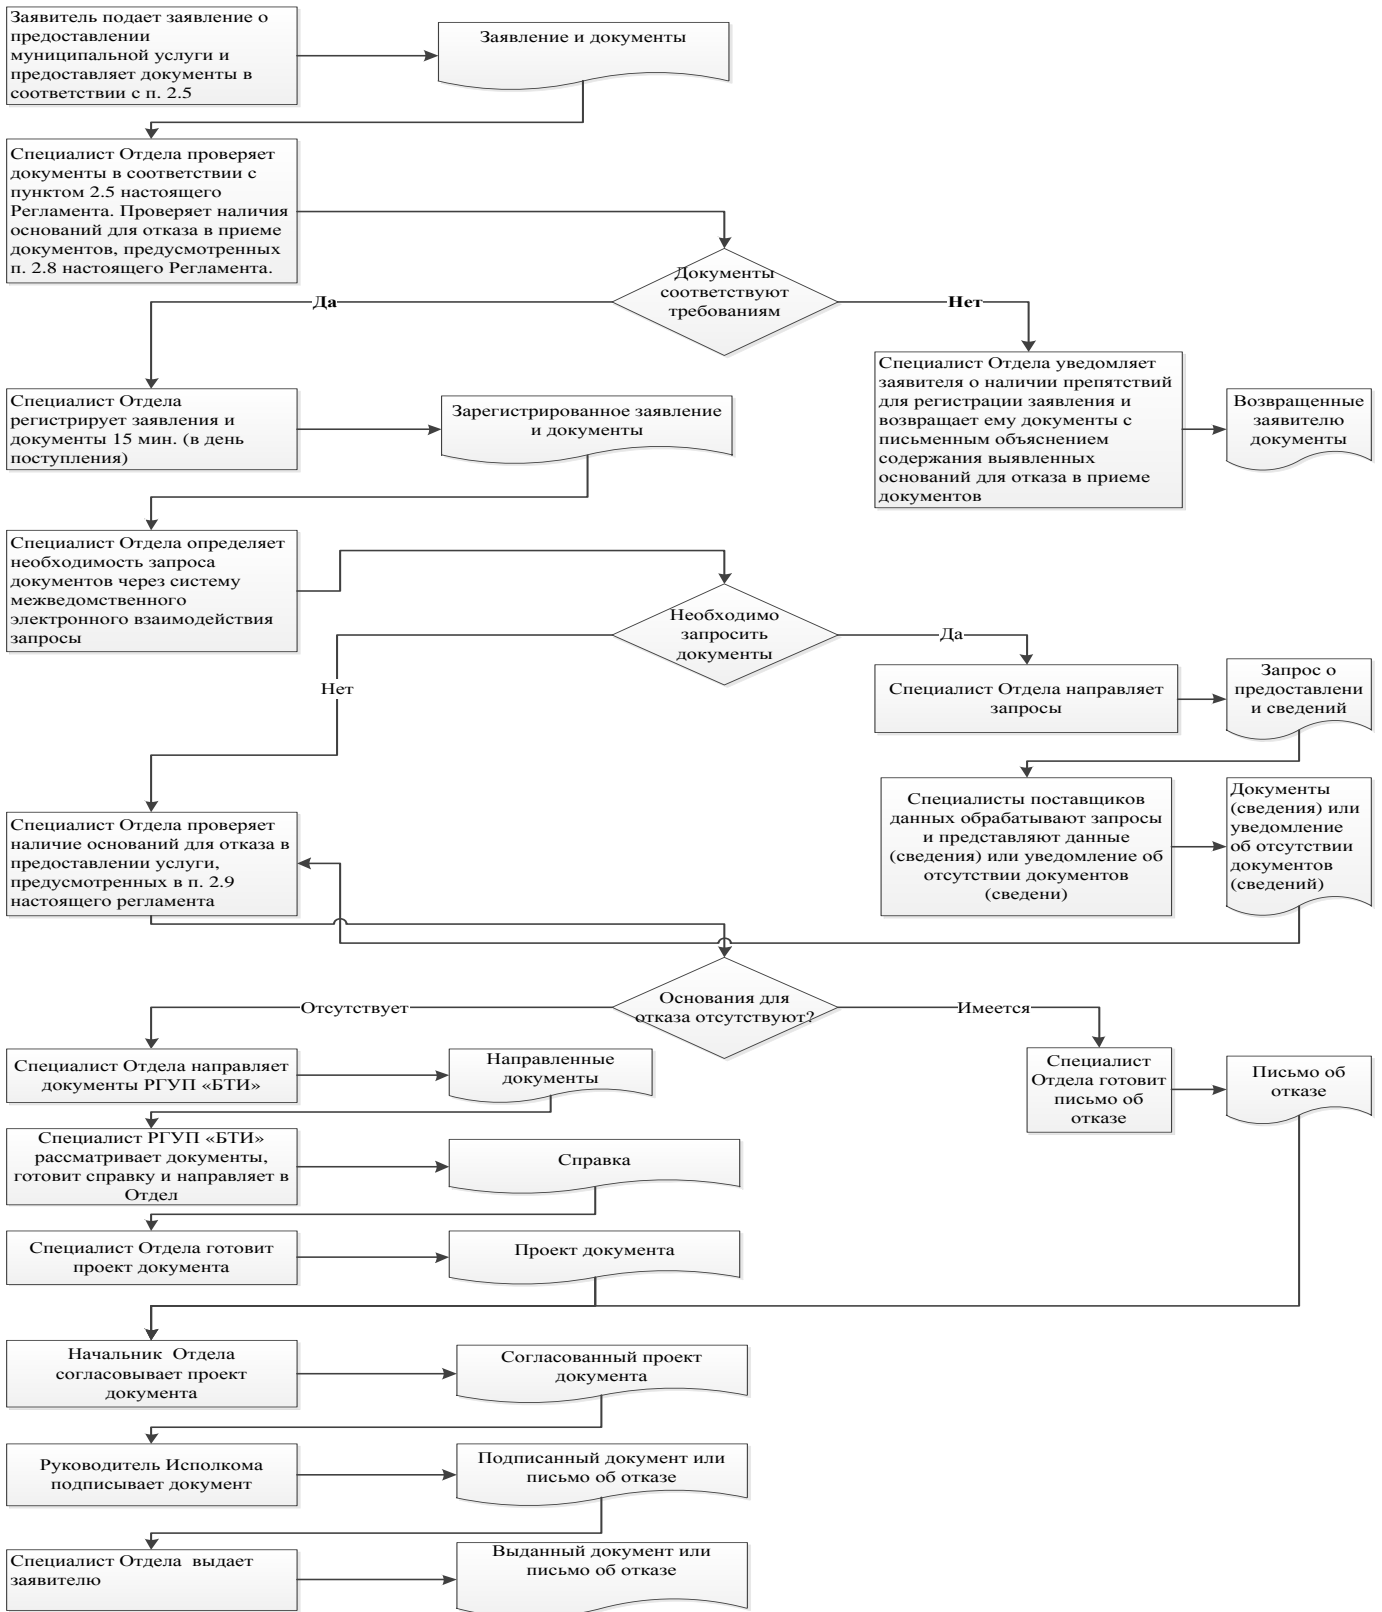 Заявитель подает заявление о
предоставлении
муниципальной услуги и
предоставляет документы в
соответствии с п. 2.5
Заявление и документы
Специалист Отдела проверяет
документы в соответствии с
пунктом 2.5 настоящего
Регламента. Проверяет наличия
оснований для отказа в приеме
документов, предусмотренных
п. 2.8 настоящего Регламента.
Документы
соответствуют
требованиям
Да
Нет
Специалист Отдела
регистрирует заявления и
документы 15 мин. (в день
поступления)
Зарегистрированное заявление
и документы
Специалист Отдела уведомляет
заявителя о наличии препятствий
для регистрации заявления и
возвращает ему документы с
письменным объяснением
содержания выявленных
оснований для отказа в приеме
документов
Возвращенные
заявителю
документы
Специалист Отдела определяет
необходимость запроса
документов через систему
межведомственного
электронного взаимодействия
запросы
Необходимо
запросить
документы
Да
Нет
Специалист Отдела направляет
запросы
Запрос о
предоставлени
и сведений
Специалисты поставщиков
данных обрабатывают запросы
и представляют данные
(сведения) или уведомление об
отсутствии документов
(сведени)
Документы
(сведения) или
уведомление
об отсутствии
документов
(сведений)
Специалист Отдела проверяет
наличие оснований для отказа в
предоставлении услуги,
предусмотренных в п. 2.9
настоящего регламента
Основания для
отказа отсутствуют?
Отсутствует
Имеется
Специалист Отдела направляет
документы РГУП «БТИ»
Направленные
документы
Специалист
Отдела готовит
письмо об
отказе
Письмо об
отказе
Специалист РГУП «БТИ»
рассматривает документы,
готовит справку и направляет в
Отдел
Справка
Специалист Отдела готовит
проект документа
Проект документа
Начальник  Отдела
согласовывает проект
документа
Согласованный проект
документа
Руководитель Исполкома
подписывает документ
Подписанный документ или
письмо об отказе
Специалист Отдела  выдает
заявителю
Выданный документ или
письмо об отказе